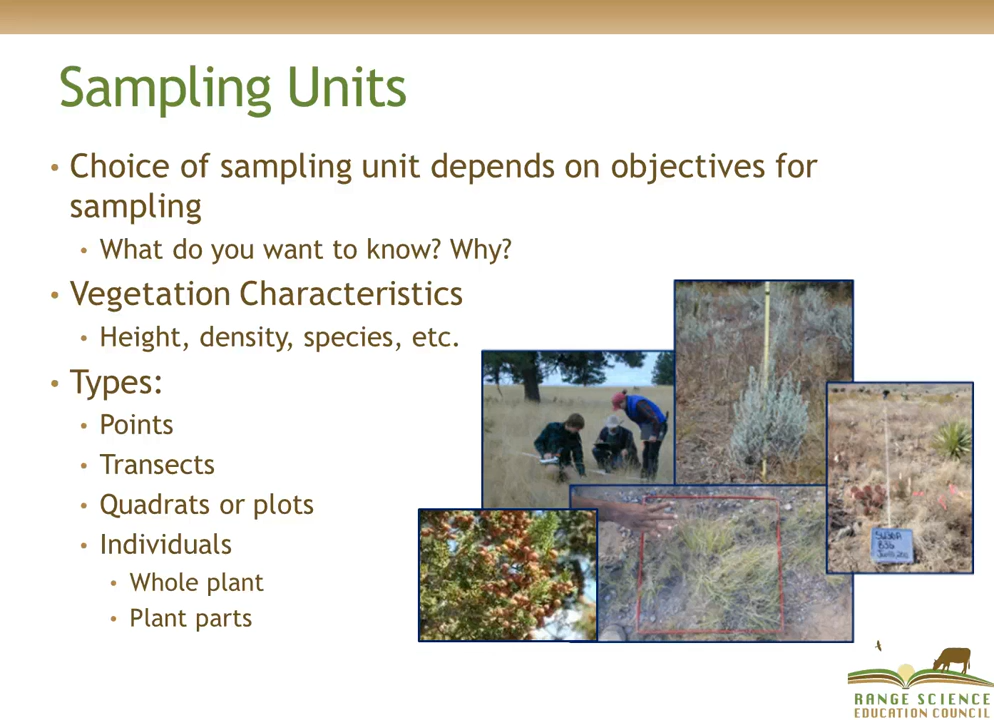 Sampling Units
• Choice of sampling unit depends on objectives for
sampling
• What do you want to know? Why?
• Vegetation Characteristics
• Height, density, species, etc.
• Types:
• Points
• Transects
• Quadrats or plots
• Individuals
• Whole plant
• Plant parts
RANGE SCIENCE
EDUCATION COUNCIL